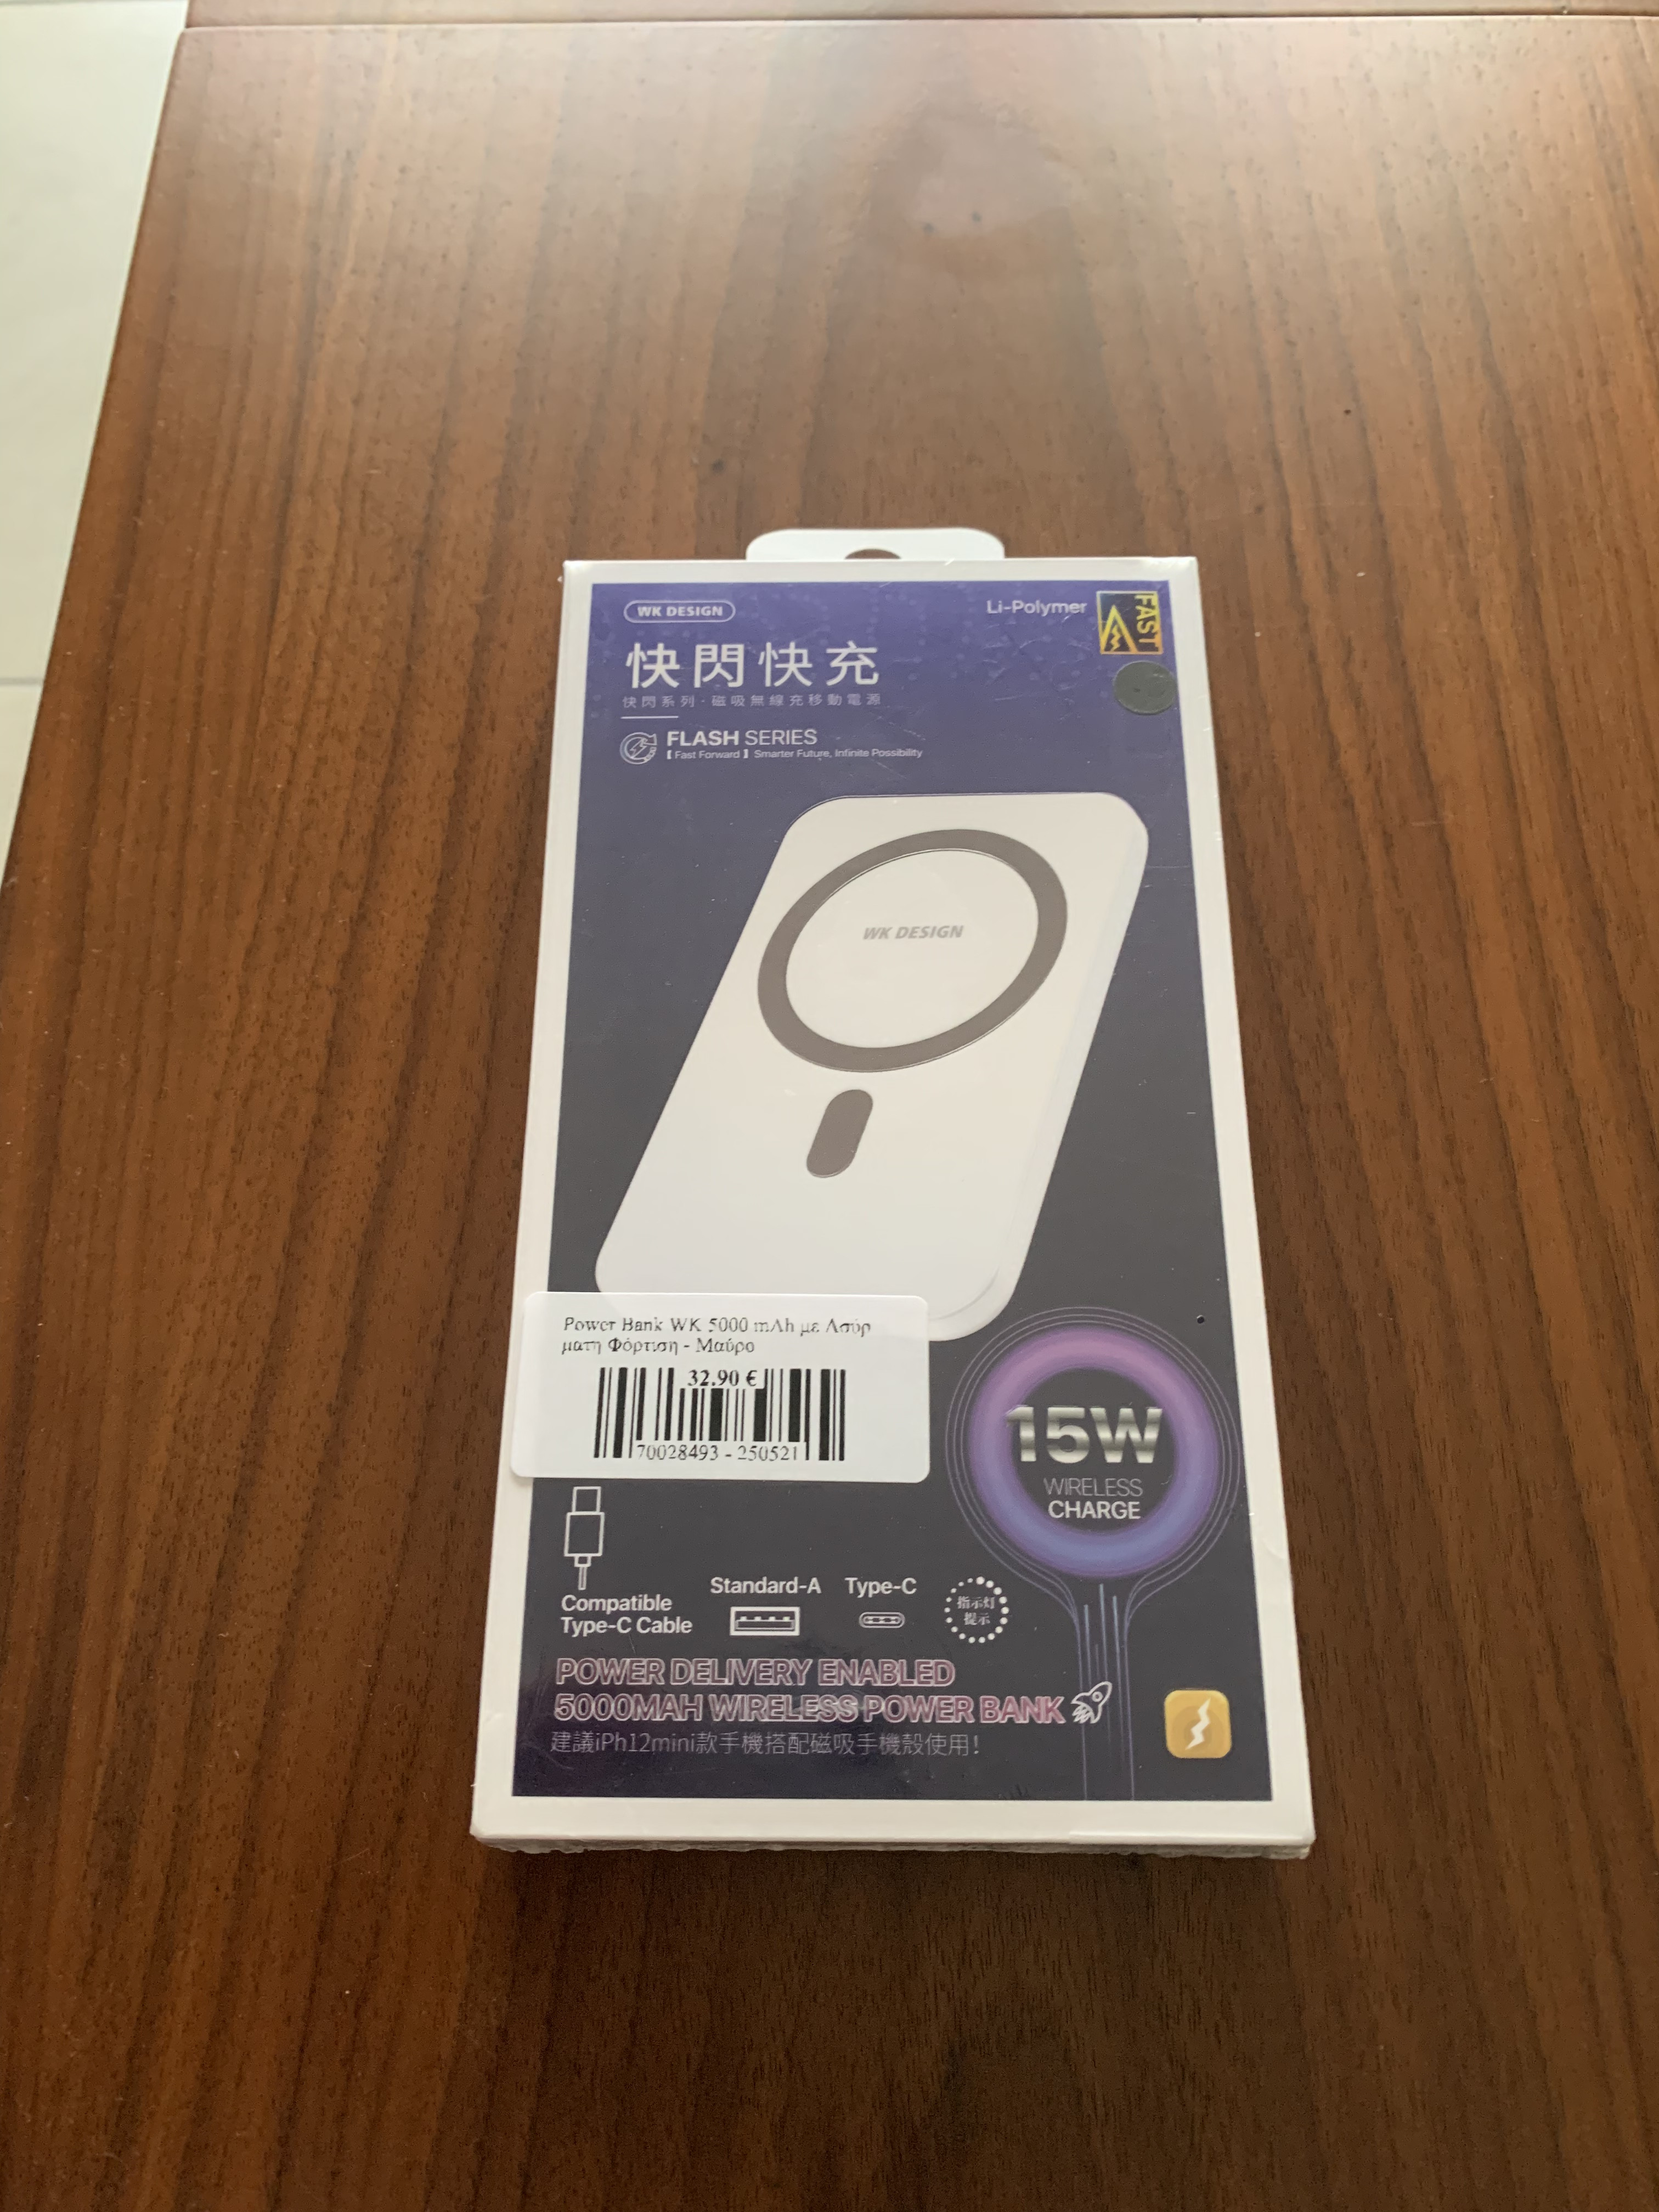 WK DESIGN
Li-Polymer
FAST
快閃快充
快閃系列·磁吸無線充移動電源
FLASH SERIES
【Fast Forward】Smarter Future, Infinite Possibility
WK DESIGN
Power Bank WK 5000 mAh με Ασύρ
ματη Φόρτιση - Μαύρο
32.90 €
70028493 - 250521
15W
WIRELESS
CHARGE
Compatible
Type-C Cable
Standard-A
Type-C
指示灯
提示
POWER DELIVERY ENABLED
5000MAH WIRELESS POWER BANK
建議iPh12mini款手機搭配磁吸手機殼使用!